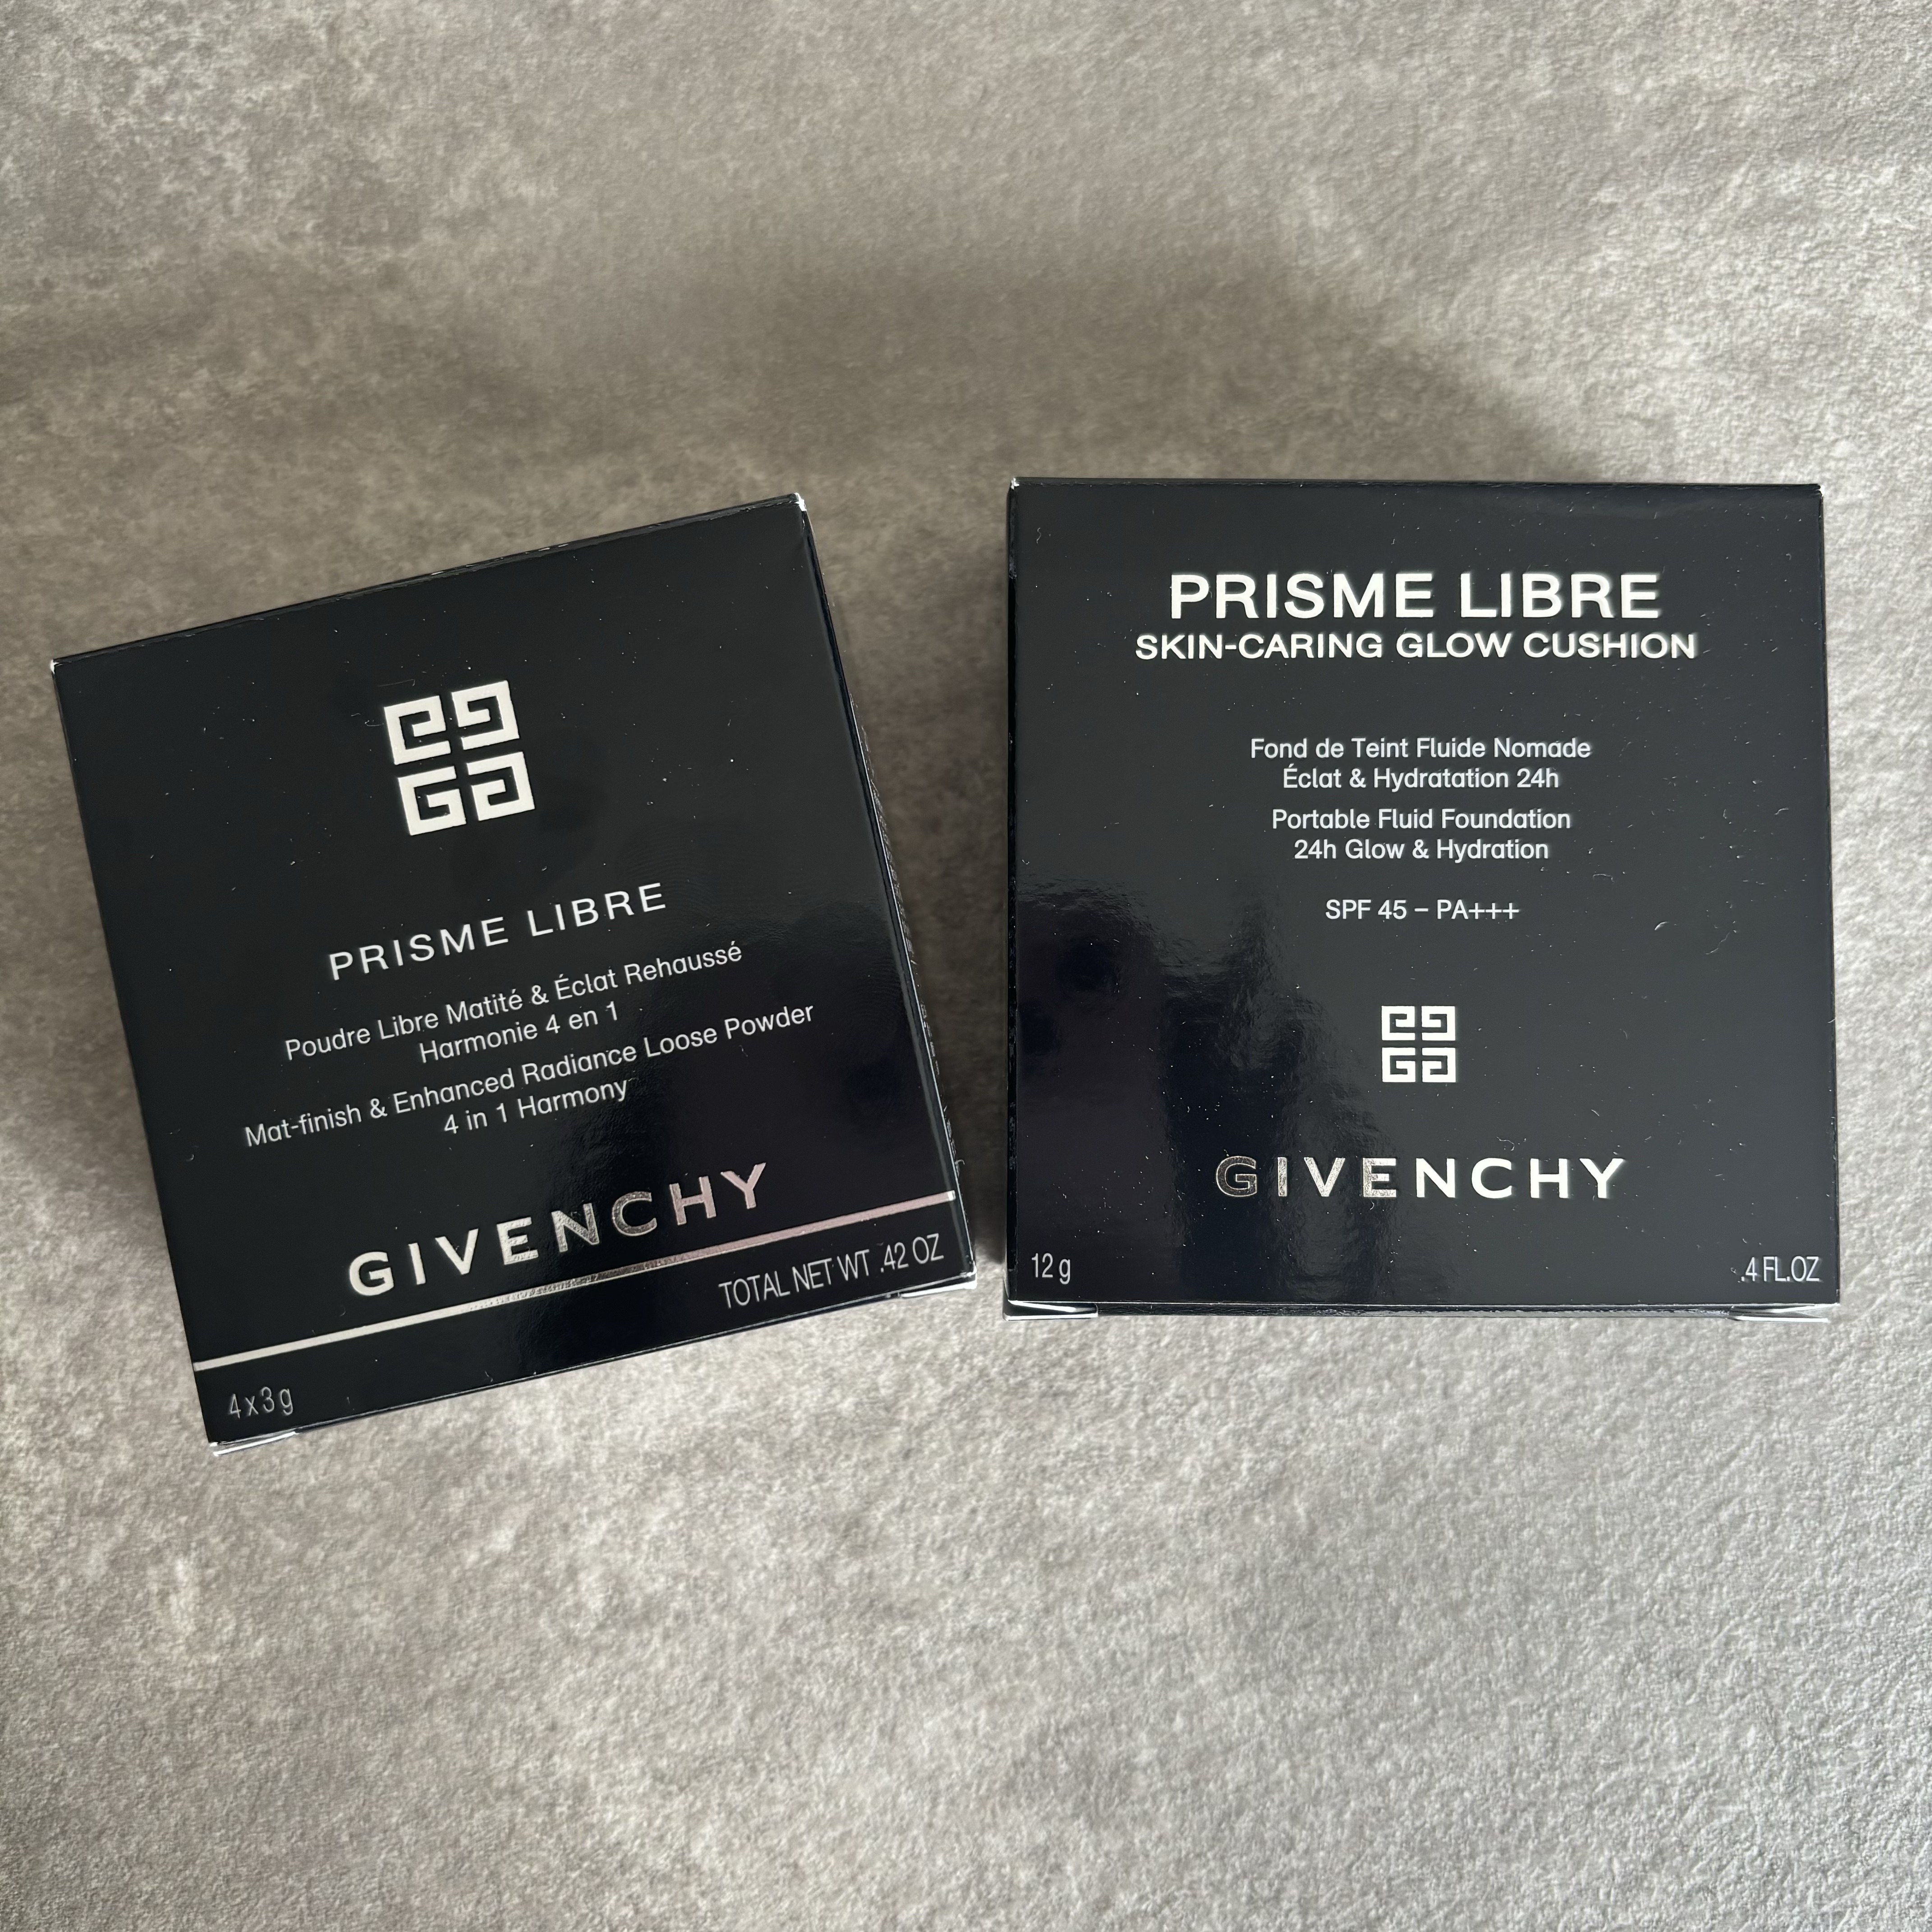 PRISME LIBRE
Poudre Libre Matité & Éclat Rehaussé
Harmonie 4 en 1
Mat-finish & Enhanced Radiance Loose Powder
4 in 1 Harmony
GIVENCHY
TOTAL NET WT .42 OZ
4x3g
PRISME LIBRE
SKIN-CARING GLOW CUSHION
Fond de Teint Fluide Nomade
Éclat & Hydratation 24h
Portable Fluid Foundation
24h Glow & Hydration
SPF 45 – PA+++
GIVENCHY
12 g
.4 FL.OZ